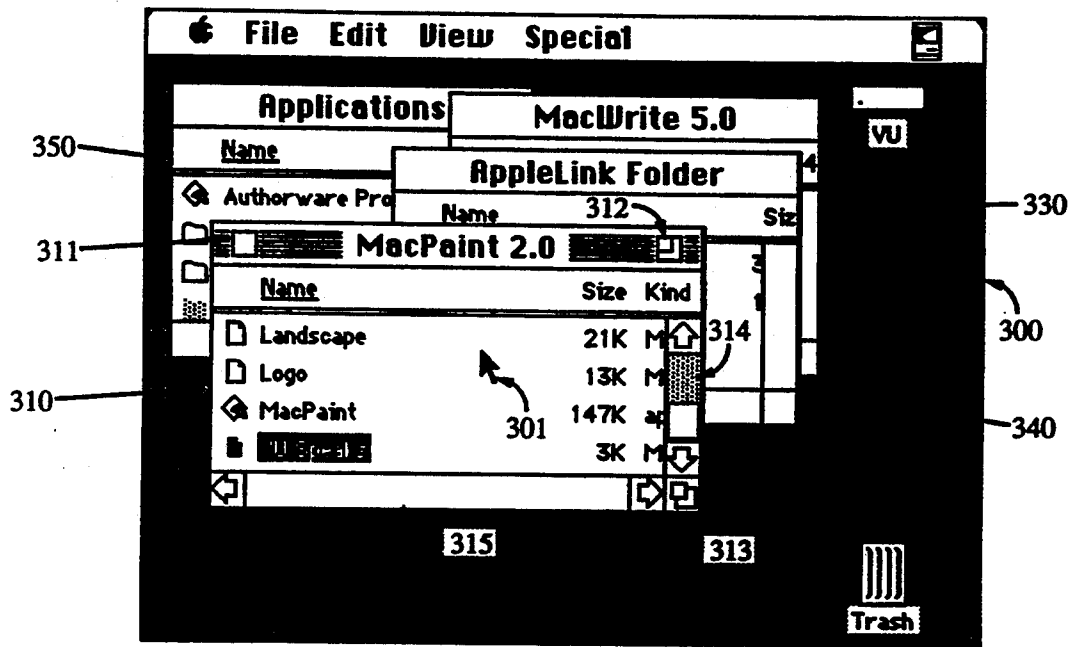 File Edit View Special
Applications
MacWrite 5.0
VU
350
Name
4
AppleLink Folder
Authorware Pro
Name
312
Siz
330
311
MacPaint 2.0
Name Size Kind
300
Landscape 21K M
314
Logo 13K M
310
MacPaint 147K ap
301
340
3K M
315
313
Trash